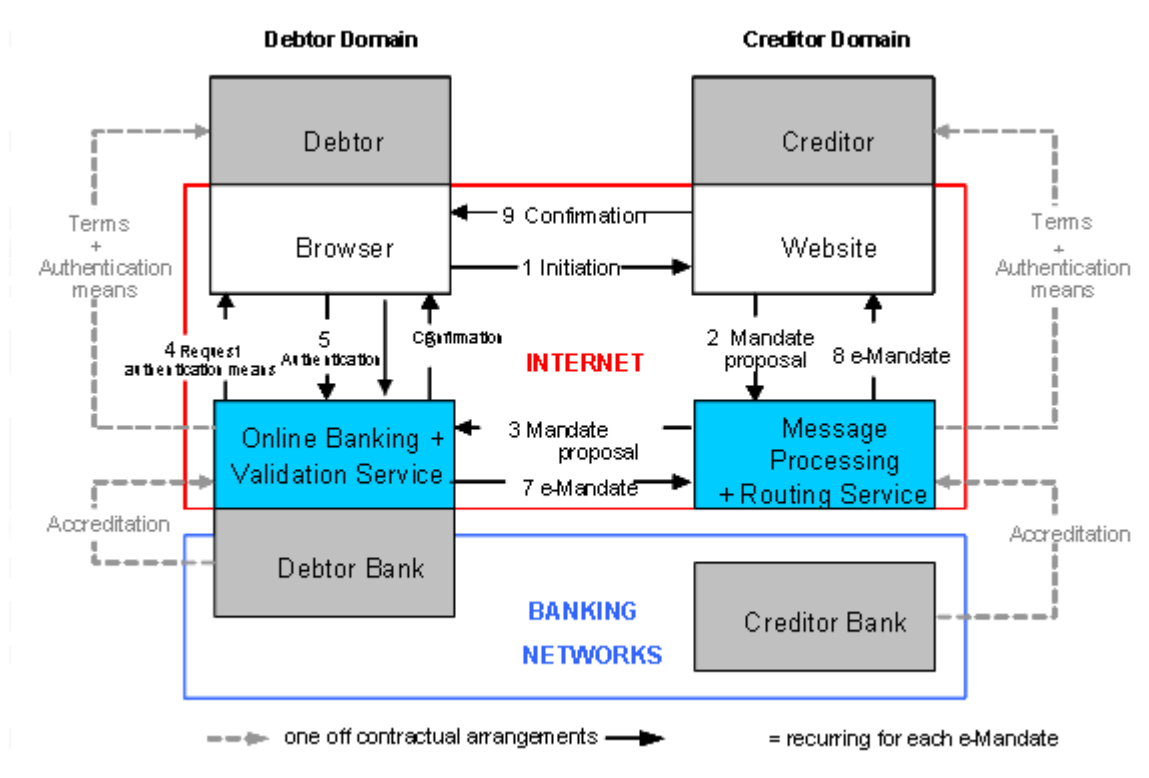 Debtor Domain
Creditor Domain
Debtor
Creditor
Terms
+
Authentication
means
Browser
9 Confirmation
1 Initiation
Website
Terms
+
Authentication
means
4 Request
authentication means
5
Authentication
Confirmation
6
INTERNET
2 Mandate
proposal
8 e-Mandate
Online Banking +
Validation Service
3 Mandate
proposal
7 e-Mandate
Message
Processing
+ Routing Service
Accreditation
Accreditation
Debtor Bank
BANKING
NETWORKS
Creditor Bank
one off contractual arrangements
= recurring for each e-Mandate